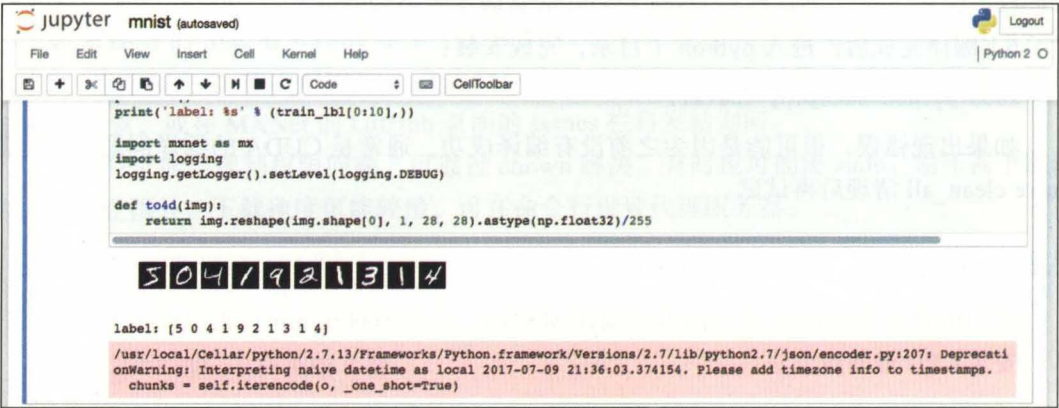 jupyter mnist (autosaved) Logout
File Edit View Insert Cell Kernel Help Python 2
Code CellToolbar
print('label: %s' % (train_lbl[0:10],))
import mxnet as mx
import logging
logging.getLogger().setLevel(logging.DEBUG)
def to4d(img):
return img.reshape(img.shape[0], 1, 28, 28).astype(np.float32)/255
5 0 4 1 9 2 1 3 1 4
label: [5 0 4 1 9 2 1 3 1 4]
/usr/local/Cellar/python/2.7.13/Frameworks/Python.framework/Versions/2.7/lib/python2.7/json/encoder.py:207: Deprecati
onWarning: Interpreting naive datetime as local 2017-07-09 21:36:03.374154. Please add timezone info to timestamps.
chunks = self.iterencode(o, _one_shot=True)